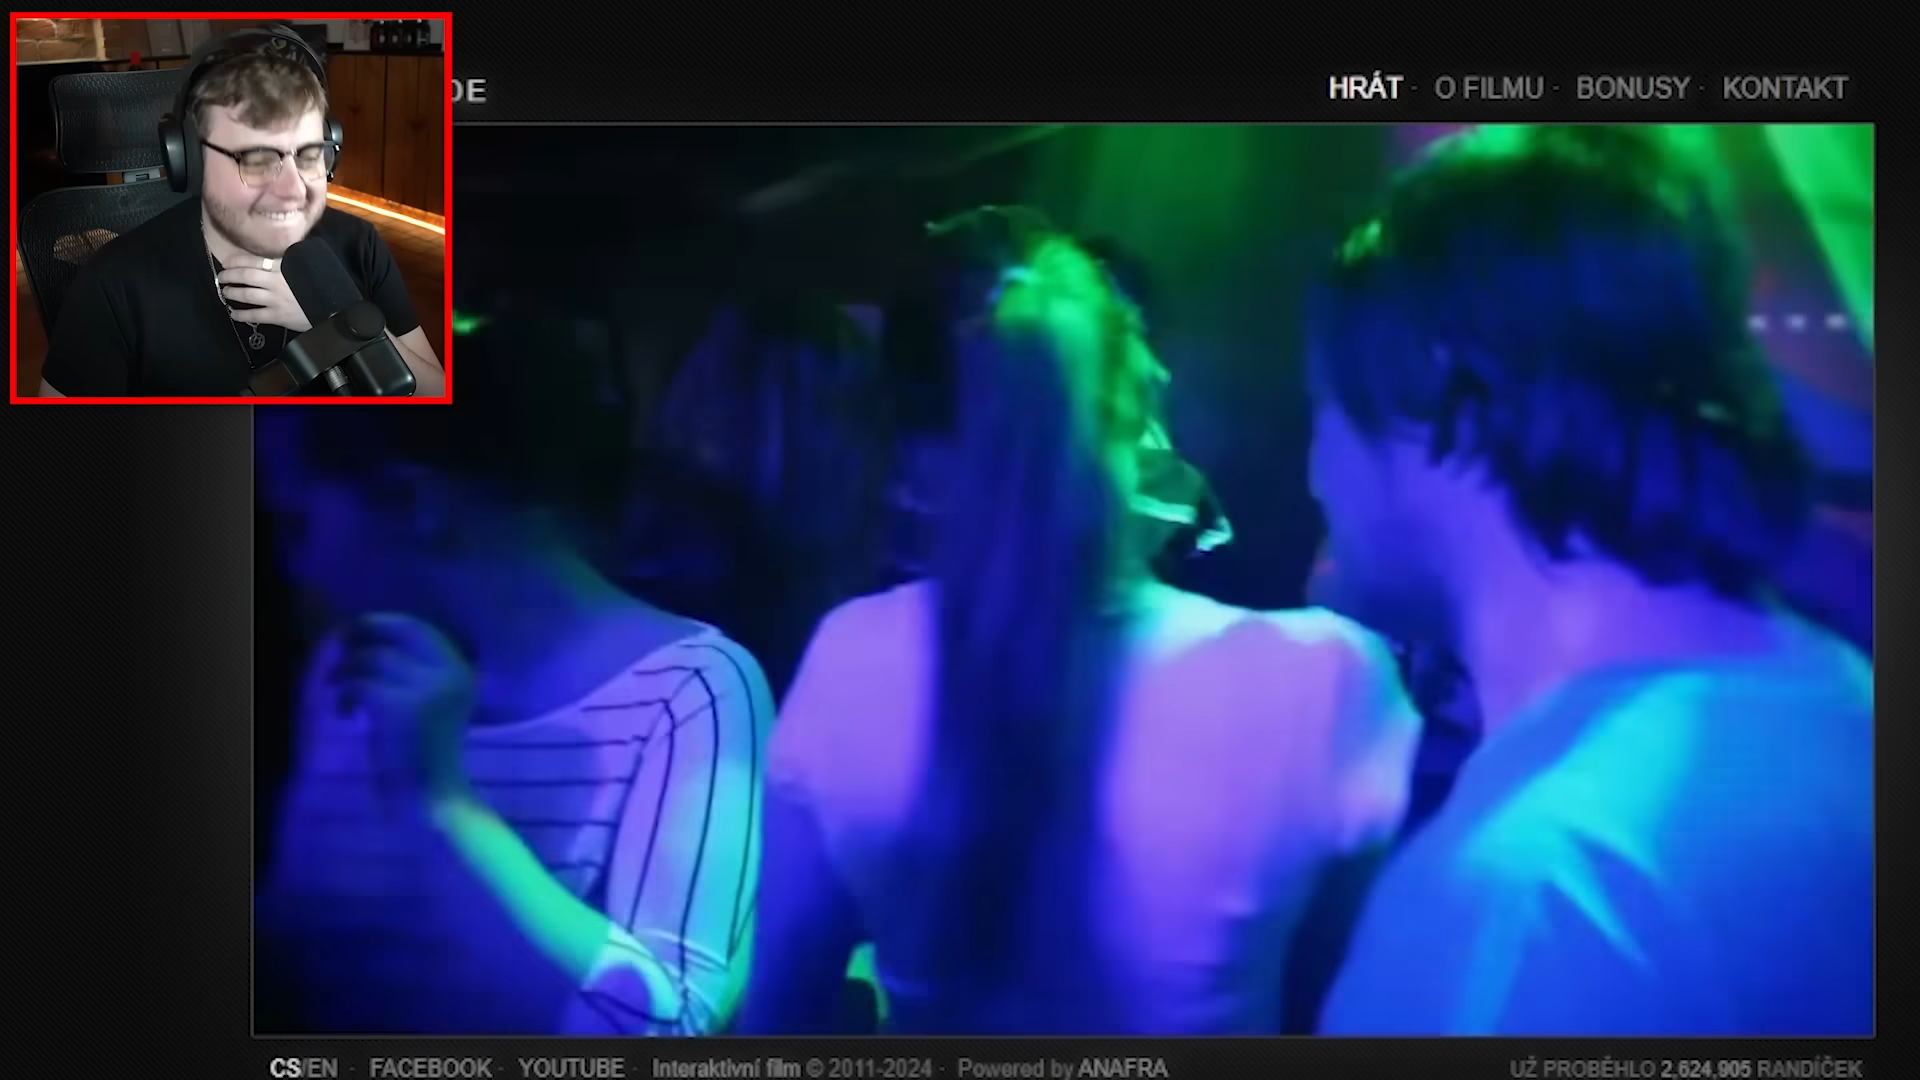 DE
HRÁT · O FILMU · BONUSY · KONTAKT
CS/EN · FACEBOOK · YOUTUBE · Interaktivní film © 2011-2024 · Powered by ANAFRA
UŽ PROBĚHLO 2,624,905 RANDÍČEK